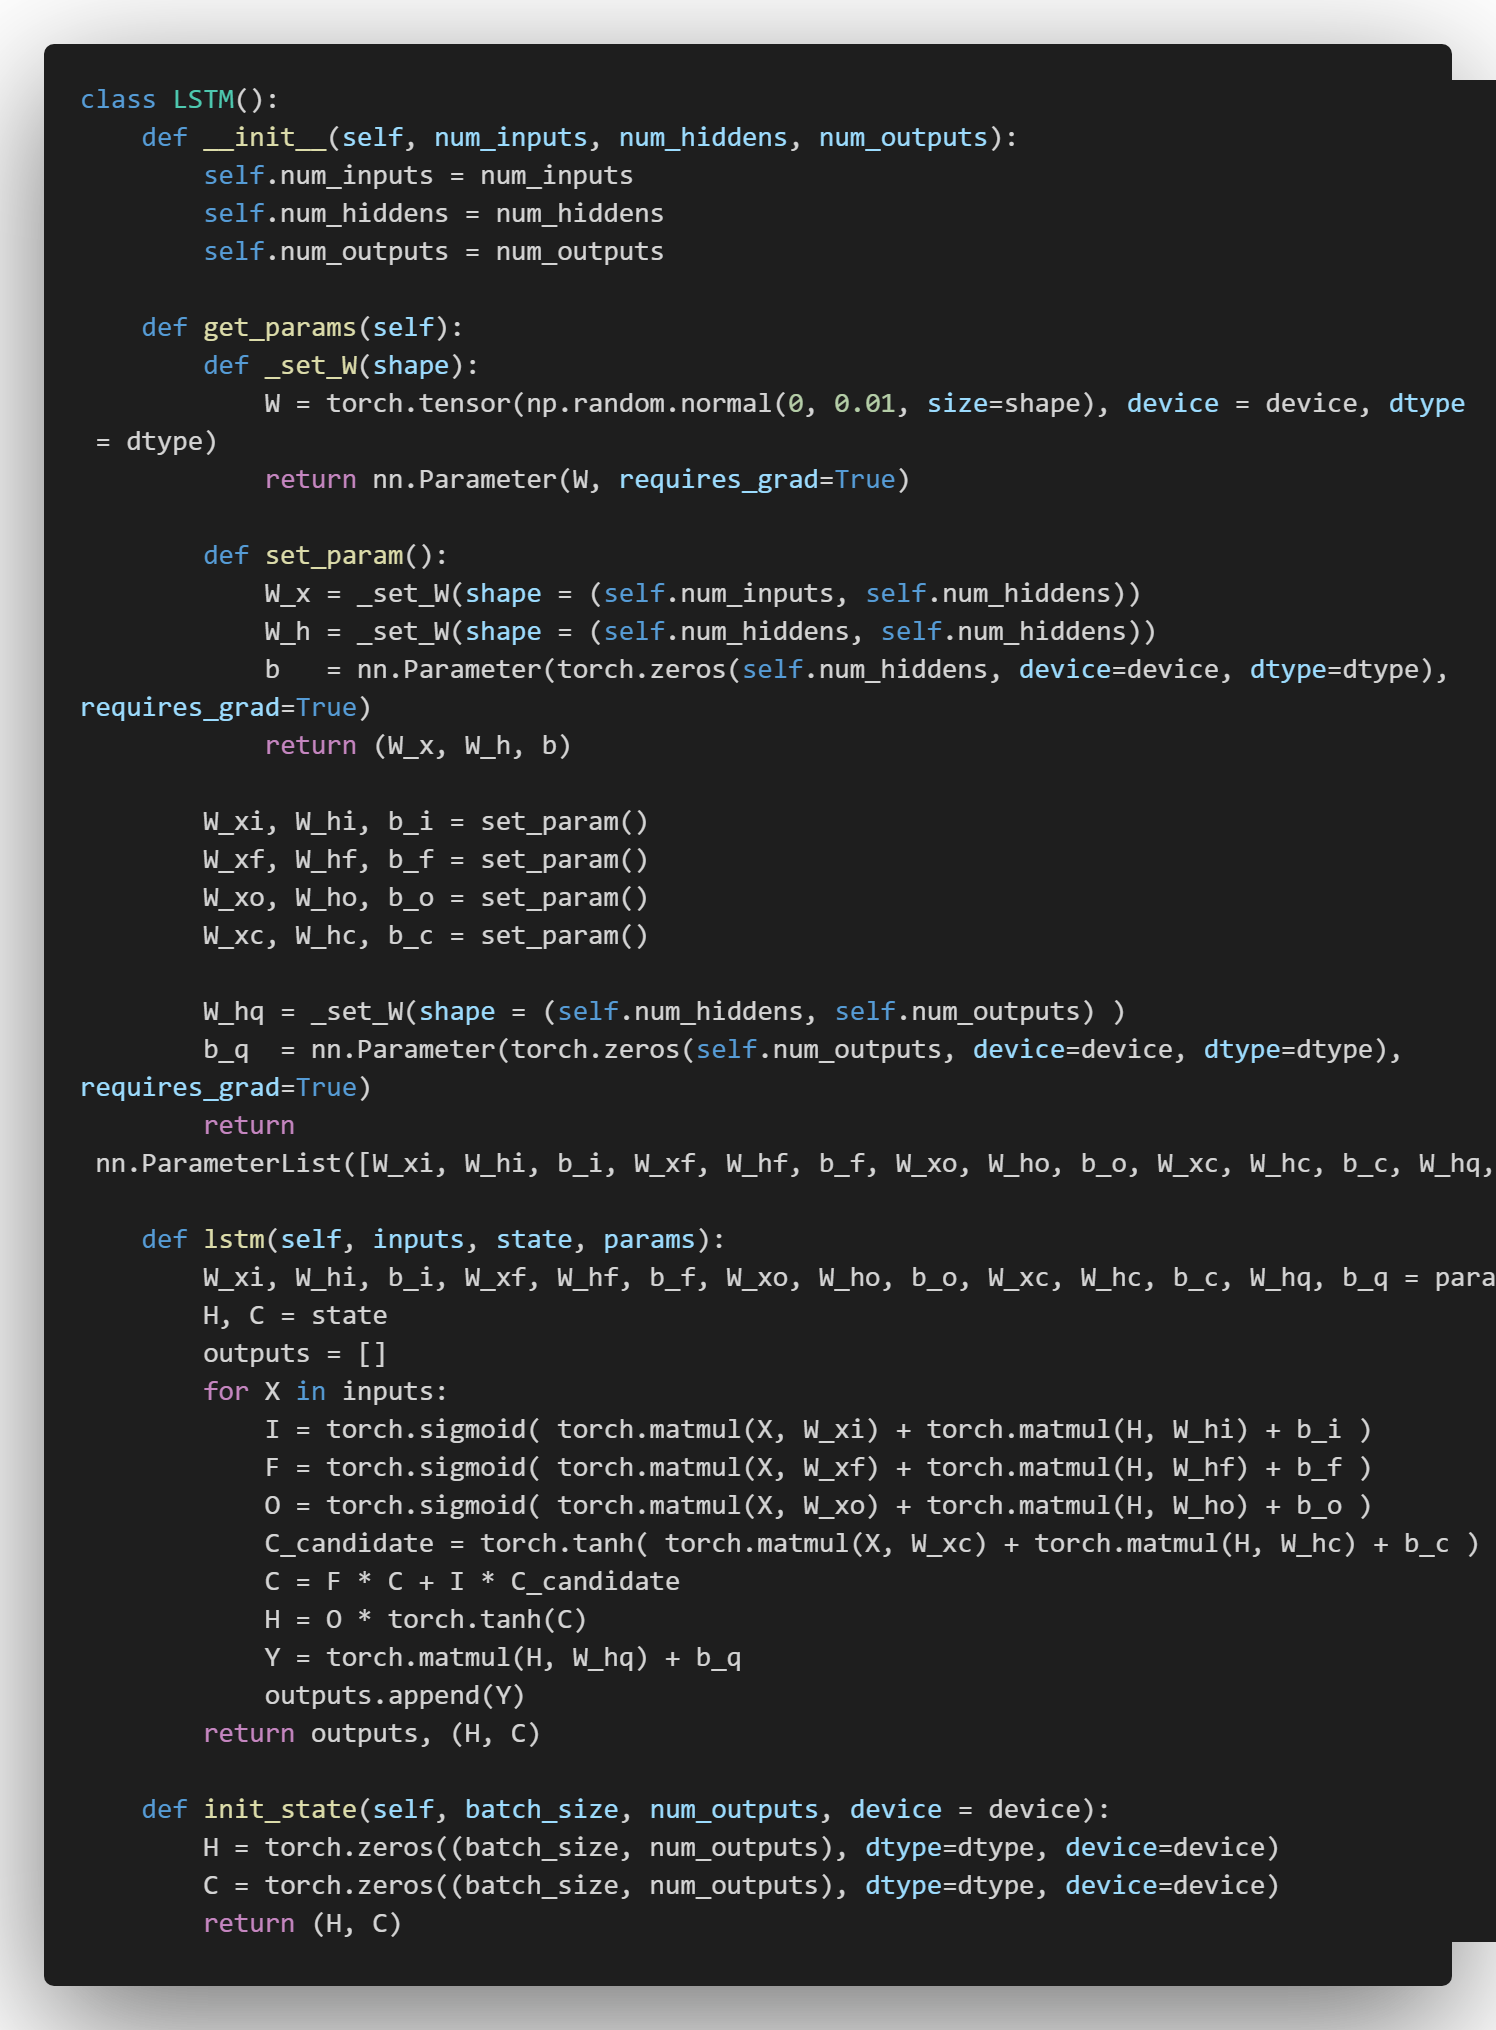 class LSTM():
    def __init__(self, num_inputs, num_hiddens, num_outputs):
        self.num_inputs = num_inputs
        self.num_hiddens = num_hiddens
        self.num_outputs = num_outputs

    def get_params(self):
        def _set_W(shape):
            W = torch.tensor(np.random.normal(0, 0.01, size=shape), device = device, dtype
 = dtype)
            return nn.Parameter(W, requires_grad=True)

        def set_param():
            W_x = _set_W(shape = (self.num_inputs, self.num_hiddens))
            W_h = _set_W(shape = (self.num_hiddens, self.num_hiddens))
            b   = nn.Parameter(torch.zeros(self.num_hiddens, device=device, dtype=dtype),
requires_grad=True)
            return (W_x, W_h, b)

        W_xi, W_hi, b_i = set_param()
        W_xf, W_hf, b_f = set_param()
        W_xo, W_ho, b_o = set_param()
        W_xc, W_hc, b_c = set_param()

        W_hq = _set_W(shape = (self.num_hiddens, self.num_outputs) )
        b_q  = nn.Parameter(torch.zeros(self.num_outputs, device=device, dtype=dtype),
requires_grad=True)
        return
 nn.ParameterList([W_xi, W_hi, b_i, W_xf, W_hf, b_f, W_xo, W_ho, b_o, W_xc, W_hc, b_c, W_hq,

    def lstm(self, inputs, state, params):
        W_xi, W_hi, b_i, W_xf, W_hf, b_f, W_xo, W_ho, b_o, W_xc, W_hc, b_c, W_hq, b_q = para
        H, C = state
        outputs = []
        for X in inputs:
            I = torch.sigmoid( torch.matmul(X, W_xi) + torch.matmul(H, W_hi) + b_i )
            F = torch.sigmoid( torch.matmul(X, W_xf) + torch.matmul(H, W_hf) + b_f )
            O = torch.sigmoid( torch.matmul(X, W_xo) + torch.matmul(H, W_ho) + b_o )
            C_candidate = torch.tanh( torch.matmul(X, W_xc) + torch.matmul(H, W_hc) + b_c )
            C = F * C + I * C_candidate
            H = O * torch.tanh(C)
            Y = torch.matmul(H, W_hq) + b_q
            outputs.append(Y)
        return outputs, (H, C)

    def init_state(self, batch_size, num_outputs, device = device):
        H = torch.zeros((batch_size, num_outputs), dtype=dtype, device=device)
        C = torch.zeros((batch_size, num_outputs), dtype=dtype, device=device)
        return (H, C)